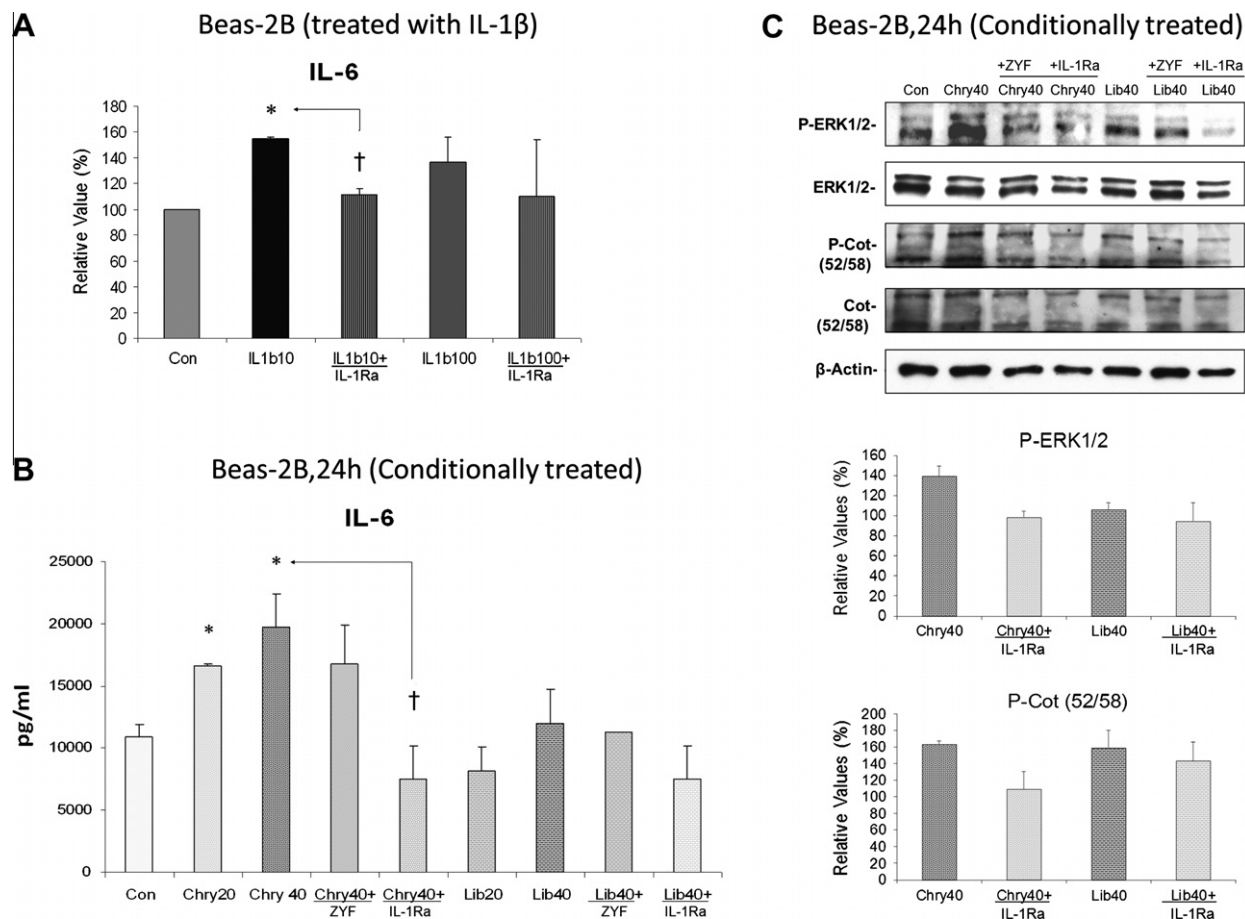 A
Beas-2B (treated with IL-1β)
IL-6
Relative Value (%)
180
160
140
120
100
80
60
40
20
0
*
†
Con
IL1b10
IL1b10+
IL-1Ra
IL1b100
IL1b100+
IL-1Ra
B
Beas-2B,24h (Conditionally treated)
IL-6
pg/ml
25000
20000
15000
10000
5000
0
*
*
†
Con
Chry20
Chry 40
Chry40+
ZYF
Chry40+
IL-1Ra
Lib20
Lib40
Lib40+
ZYF
Lib40+
IL-1Ra
C
Beas-2B,24h (Conditionally treated)
+ZYF +IL-1Ra +ZYF +IL-1Ra
Con Chry40 Chry40 Chry40 Lib40 Lib40 Lib40
P-ERK1/2-
ERK1/2-
P-Cot-
(52/58)
Cot-
(52/58)
β-Actin-
P-ERK1/2
Relative Values (%)
160
140
120
100
80
60
40
20
0
Chry40
Chry40+
IL-1Ra
Lib40
Lib40+
IL-1Ra
P-Cot (52/58)
Relative Values (%)
200
180
160
140
120
100
80
60
40
20
0
Chry40
Chry40+
IL-1Ra
Lib40
Lib40+
IL-1Ra